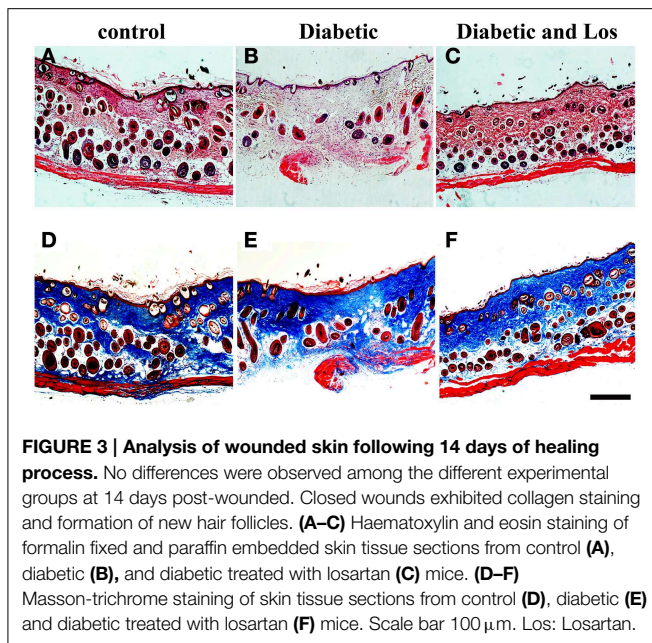 control Diabetic Diabetic and Los
A B C
D E F
FIGURE 3 | Analysis of wounded skin following 14 days of healing
process. No differences were observed among the different experimental
groups at 14 days post-wounded. Closed wounds exhibited collagen staining
and formation of new hair follicles. (A–C) Haematoxylin and eosin staining of
formalin fixed and paraffin embedded skin tissue sections from control (A),
diabetic (B), and diabetic treated with losartan (C) mice. (D–F)
Masson-trichrome staining of skin tissue sections from control (D), diabetic (E)
and diabetic treated with losartan (F) mice. Scale bar 100 μm. Los: Losartan.